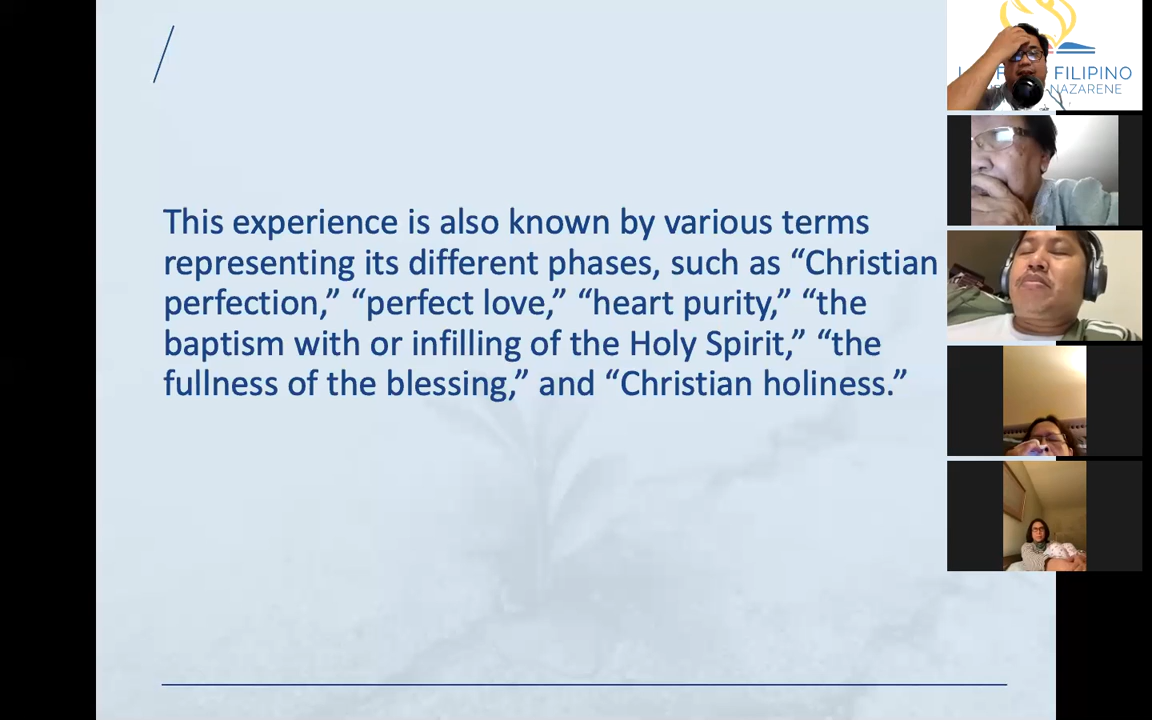 This experience is also known by various terms
representing its different phases, such as “Christian
perfection,” “perfect love,” “heart purity,” “the
baptism with or infilling of the Holy Spirit,” “the
fullness of the blessing,” and “Christian holiness.”
FILIPINO
NAZARENE